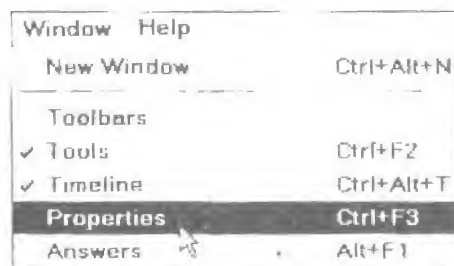 Window Help
New Window Ctrl+Alt+N
Toolbars
✓ Tools Ctrl+F2
✓ Timeline Ctrl+Alt+T
Properties Ctrl+F3
Answers Alt+F1